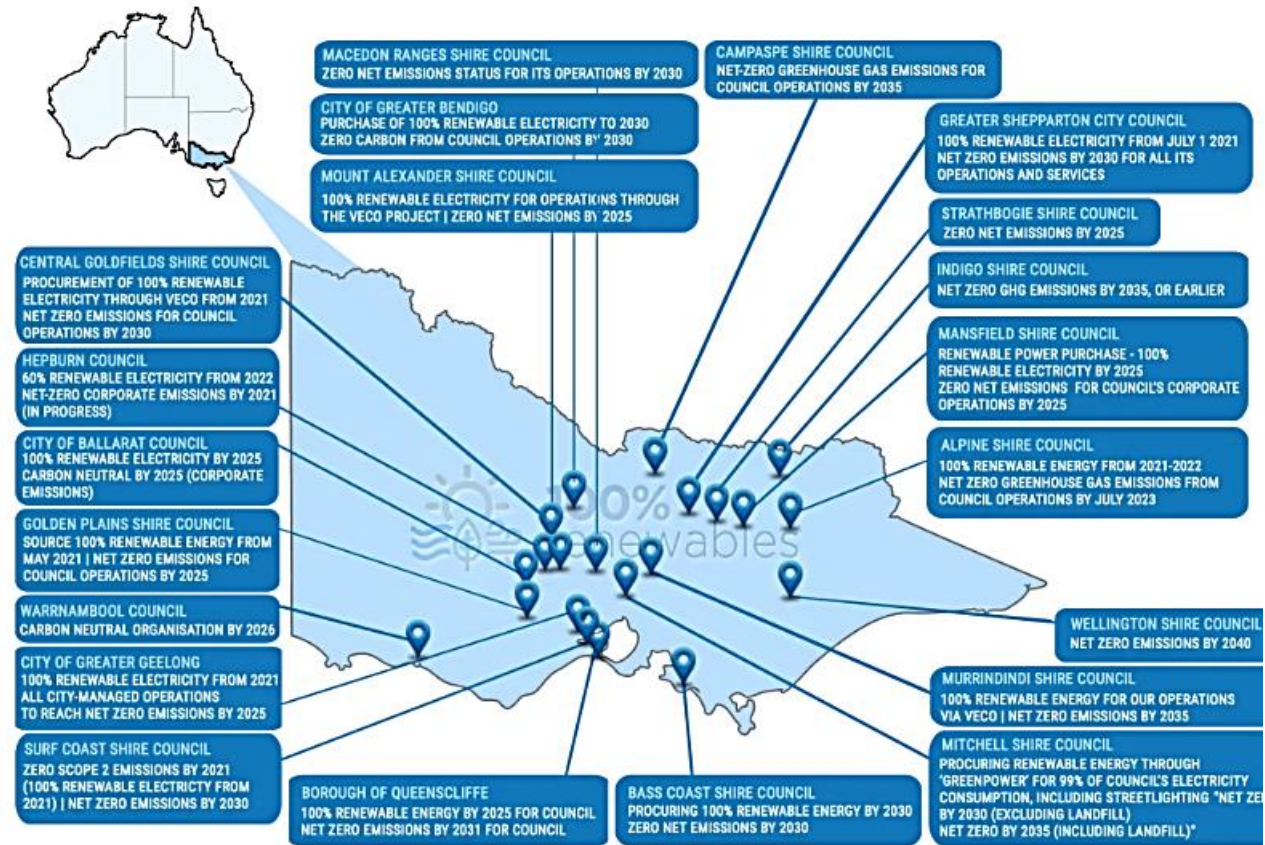 MACEDON RANGES SHIRE COUNCIL
ZERO NET EMISSIONS STATUS FOR ITS OPERATIONS BY 2030
CITY OF GREATER BENDIGO
PURCHASE OF 100% RENEWABLE ELECTRICITY TO 2030
ZERO CARBON FROM COUNCIL OPERATIONS BY 2030
MOUNT ALEXANDER SHIRE COUNCIL
100% RENEWABLE ELECTRICITY FOR OPERATIONS THROUGH
THE VECO PROJECT | ZERO NET EMISSIONS BY 2025
CAMPASPE SHIRE COUNCIL
NET-ZERO GREENHOUSE GAS EMISSIONS FOR
COUNCIL OPERATIONS BY 2035
GREATER SHEPPARTON CITY COUNCIL
100% RENEWABLE ELECTRICITY FROM JULY 1 2021
NET ZERO EMISSIONS BY 2030 FOR ALL ITS
OPERATIONS AND SERVICES
STRATHBOGIE SHIRE COUNCIL
ZERO NET EMISSIONS BY 2025
INDIGO SHIRE COUNCIL
NET ZERO GHG EMISSIONS BY 2035, OR EARLIER
MANSFIELD SHIRE COUNCIL
RENEWABLE POWER PURCHASE - 100%
RENEWABLE ELECTRICITY BY 2025
ZERO NET EMISSIONS FOR COUNCIL'S CORPORATE
OPERATIONS BY 2025
ALPINE SHIRE COUNCIL
100% RENEWABLE ENERGY FROM 2021-2022
NET ZERO GREENHOUSE GAS EMISSIONS FROM
COUNCIL OPERATIONS BY JULY 2023
WELLINGTON SHIRE COUNCIL
NET ZERO EMISSIONS BY 2040
MURRINDINDI SHIRE COUNCIL
100% RENEWABLE ENERGY FOR OUR OPERATIONS
VIA VECO | NET ZERO EMISSIONS BY 2035
MITCHELL SHIRE COUNCIL
PROCURING RENEWABLE ENERGY THROUGH
'GREENPOWER' FOR 99% OF COUNCIL'S ELECTRICITY
CONSUMPTION, INCLUDING STREETLIGHTING "NET ZE
BY 2030 (EXCLUDING LANDFILL)
NET ZERO BY 2035 (INCLUDING LANDFILL)"
CENTRAL GOLDFIELDS SHIRE COUNCIL
PROCUREMENT OF 100% RENEWABLE
ELECTRICITY THROUGH VECO FROM 2021
NET ZERO EMISSIONS FOR COUNCIL
OPERATIONS BY 2030
HEPBURN COUNCIL
60% RENEWABLE ELECTRICITY FROM 2022
NET-ZERO CORPORATE EMISSIONS BY 2021
(IN PROGRESS)
CITY OF BALLARAT COUNCIL
100% RENEWABLE ELECTRICITY BY 2025
CARBON NEUTRAL BY 2025 (CORPORATE
EMISSIONS)
GOLDEN PLAINS SHIRE COUNCIL
SOURCE 100% RENEWABLE ENERGY FROM
MAY 2021 | NET ZERO EMISSIONS FOR
COUNCIL OPERATIONS BY 2025
WARRNAMBOOL COUNCIL
CARBON NEUTRAL ORGANISATION BY 2026
CITY OF GREATER GEELONG
100% RENEWABLE ELECTRICITY FROM 2021
ALL CITY-MANAGED OPERATIONS
TO REACH NET ZERO EMISSIONS BY 2025
SURF COAST SHIRE COUNCIL
ZERO SCOPE 2 EMISSIONS BY 2021
(100% RENEWABLE ELECTRICTY FROM
2021) | NET ZERO EMISSIONS BY 2030
BOROUGH OF QUEENSCLIFFE
100% RENEWABLE ENERGY BY 2025 FOR COUNCIL
NET ZERO EMISSIONS BY 2031 FOR COUNCIL
BASS COAST SHIRE COUNCIL
PROCURING 100% RENEWABLE ENERGY BY 2030
ZERO NET EMISSIONS BY 2030
100%
renewables